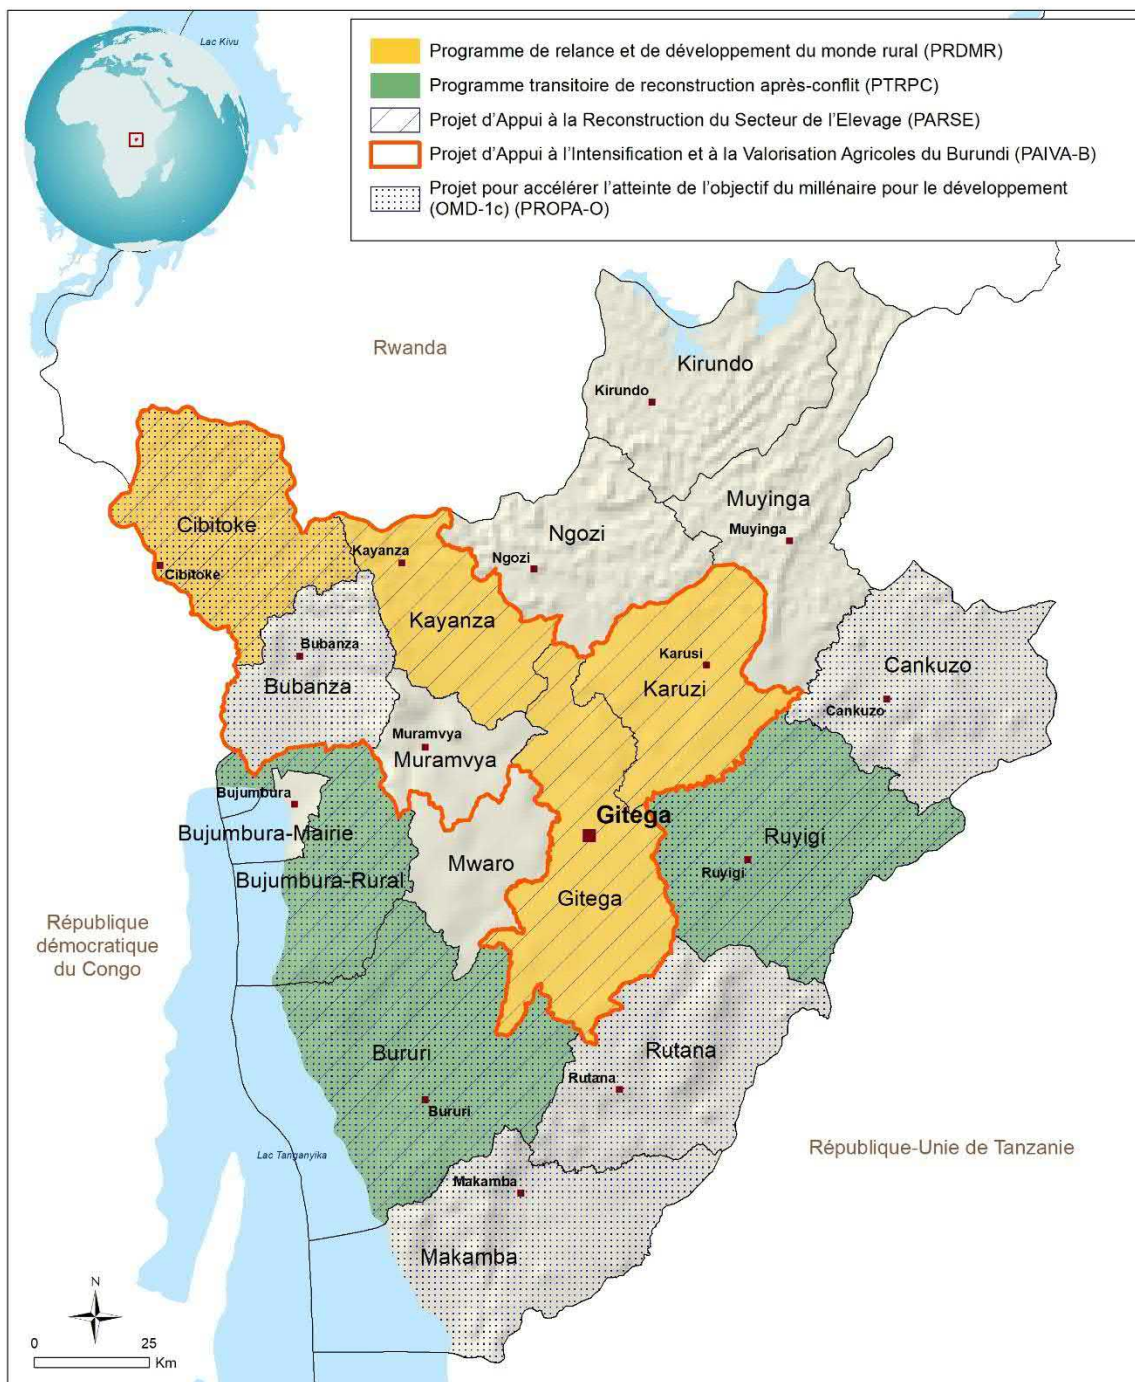 Lac Kivu
Programme de relance et de développement du monde rural (PRDMR)
Programme transitoire de reconstruction après-conflit (PTRPC)
Projet d'Appui à la Reconstruction du Secteur de l'Elevage (PARSE)
Projet d'Appui à l'Intensification et à la Valorisation Agricoles du Burundi (PAIVA-B)
Projet pour accélérer l'atteinte de l'objectif du millénaire pour le développement
(OMD-1c) (PROPA-O)
Rwanda
Kirundo
Kirundo
Muyinga
Muyinga
Ngozi
Ngozi
Cibitoke
Cibitoke
Kayanza
Kayanza
Bubanza
Bubanza
Karusi
Karuzi
Cankuzo
Cankuzo
Muramvya
Muramvya
Bujumbura
Bujumbura-Mairie
Bujumbura-Rural
Mwaro
Gitega
Gitega
Ruyigi
Ruyigi
République
démocratique
du Congo
Bururi
Bururi
Rutana
Rutana
Lac Tanganyika
République-Unie de Tanzanie
Makamba
Makamba
N
0 25
Km